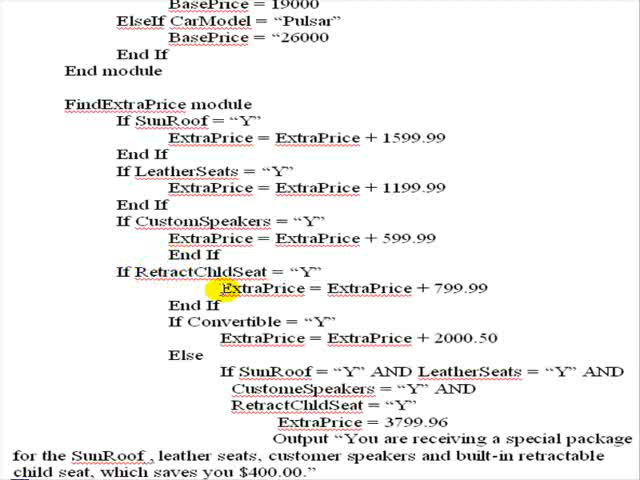 BasePrice = 19000
ElseIf CarModel = “Pulsar”
BasePrice = “26000
End If
End module
FindExtraPrice module
If SunRoof = “Y”
ExtraPrice = ExtraPrice + 1599.99
End If
If LeatherSeats = “Y”
ExtraPrice = ExtraPrice + 1199.99
End If
If CustomSpeakers = “Y”
ExtraPrice = ExtraPrice + 599.99
End If
If RetractChldSeat = “Y”
ExtraPrice = ExtraPrice + 799.99
End If
If Convertible = “Y”
ExtraPrice = ExtraPrice + 2000.50
Else
If SunRoof = “Y” AND LeatherSeats = “Y” AND
CustomeSpeakers = “Y” AND
RetractChldSeat = “Y”
ExtraPrice = 3799.96
Output “You are receiving a special package
for the SunRoof , leather seats, customer speakers and built-in retractable
child seat, which saves you $400.00.”